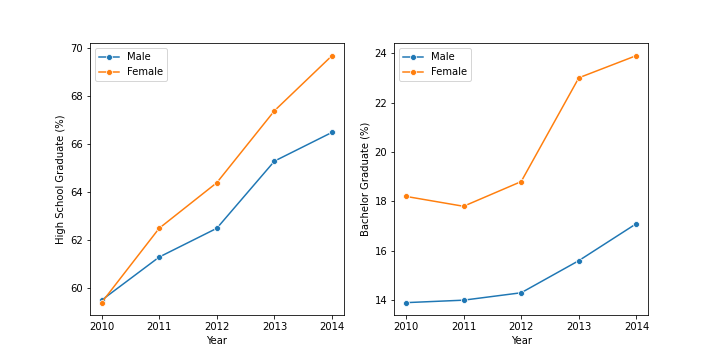 Male
Female
High School Graduate (%)
70
68
66
64
62
60
2010 2011 2012 2013 2014
Year
Male
Female
Bachelor Graduate (%)
24
22
20
18
16
14
2010 2011 2012 2013 2014
Year